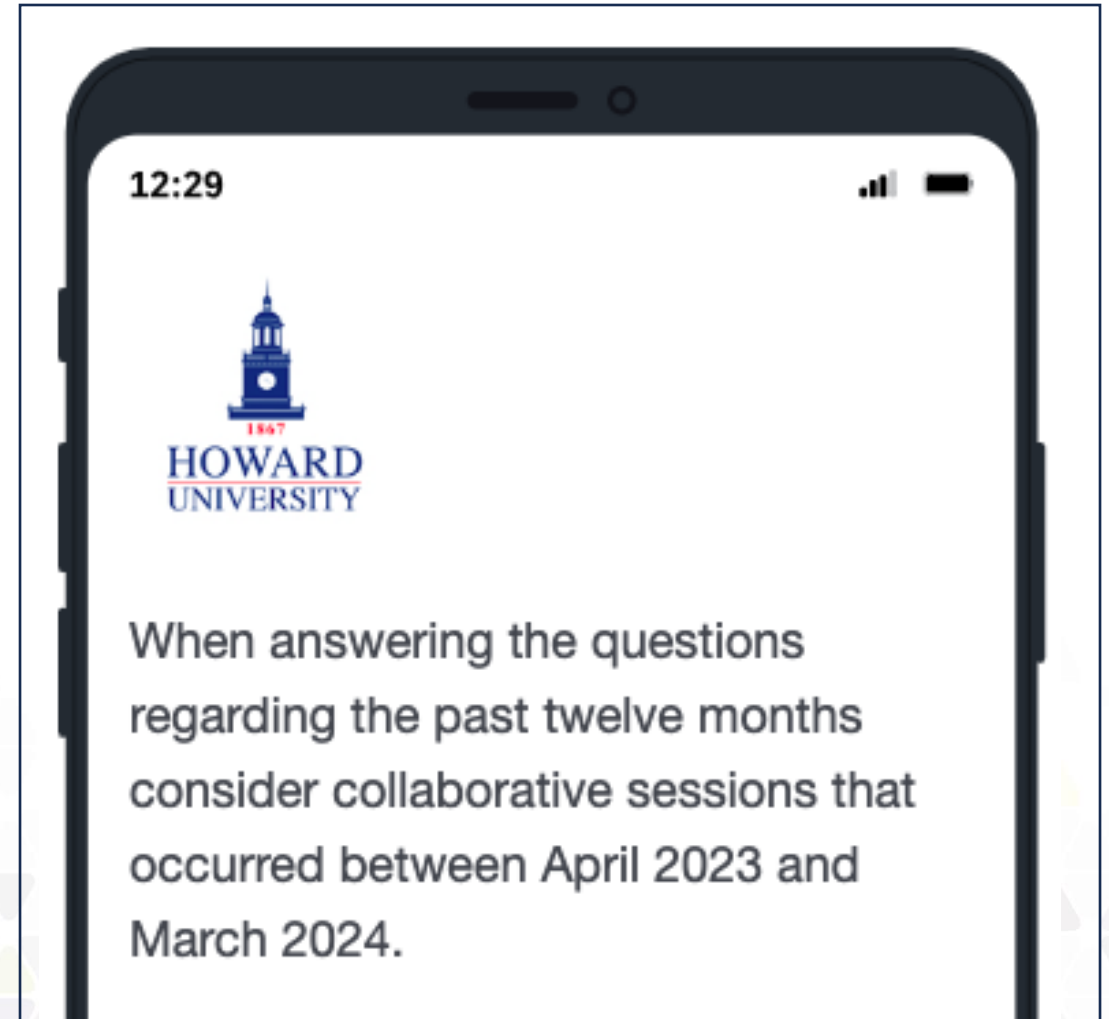 12:29
1867
HOWARD
UNIVERSITY
When answering the questions
regarding the past twelve months
consider collaborative sessions that
occurred between April 2023 and
March 2024.